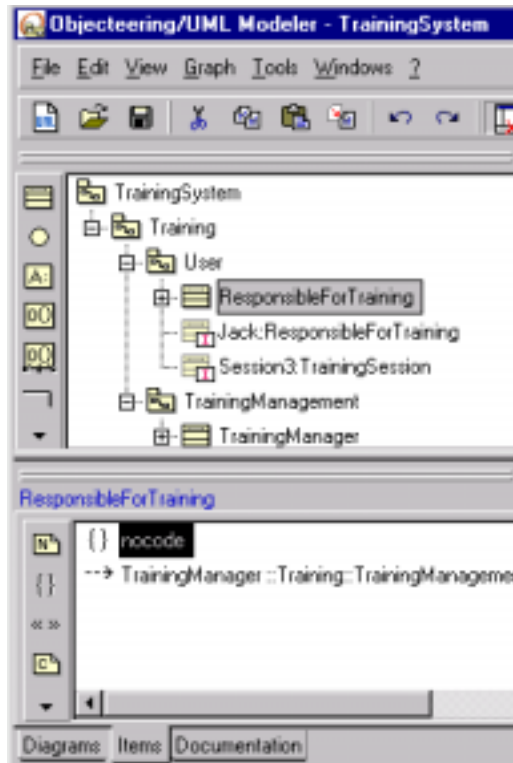 Objecteering/UML Modeler - TrainingSystem
File Edit View Graph Tools Windows ?
TrainingSystem
Training
User
ResponsibleForTraining
Jack:ResponsibleForTraining
Session3:TrainingSession
TrainingManagement
TrainingManager
ResponsibleForTraining
{} nocode
TrainingManager ::Training::TrainingManageme
Diagrams Items Documentation